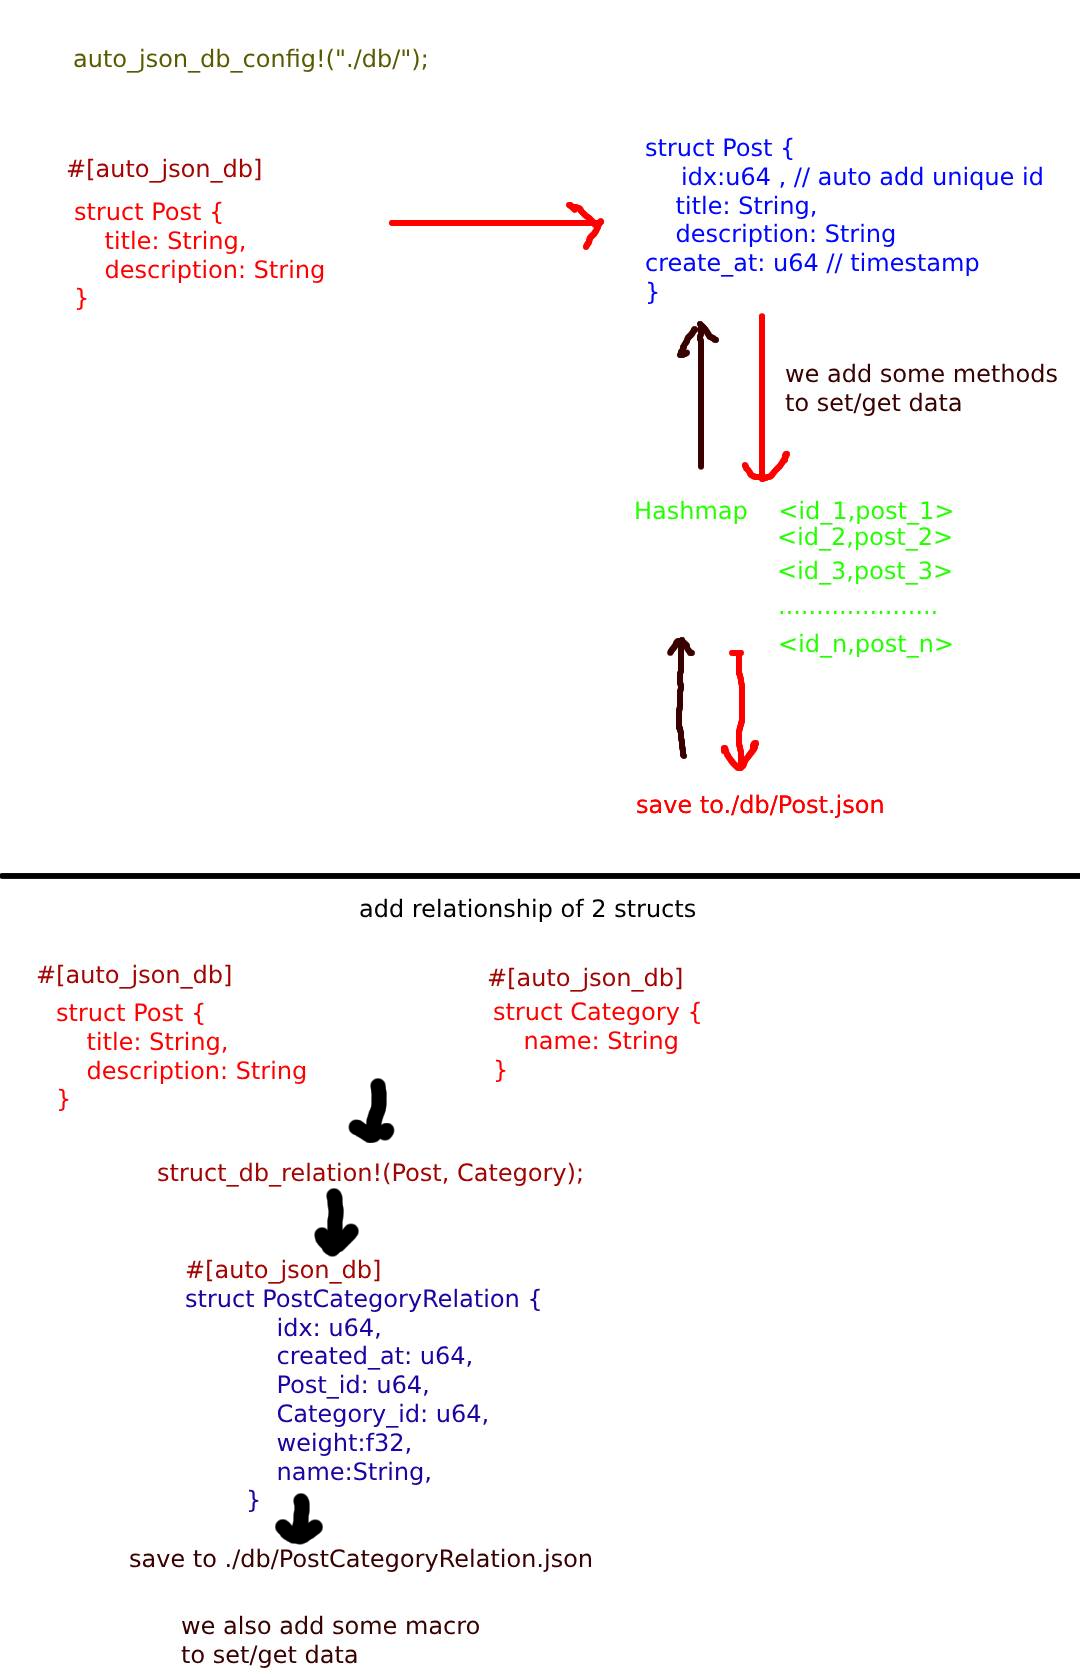 auto_json_db_config!("./db/");
#[auto_json_db]
struct Post {
title: String,
description: String
}
struct Post {
idx:u64 , // auto add unique id
title: String,
description: String
create_at: u64 // timestamp
}
we add some methods
to set/get data
Hashmap <id_1,post_1>
<id_2,post_2>
<id_3,post_3>
.....................
<id_n,post_n>
save to./db/Post.json
add relationship of 2 structs
#[auto_json_db]
struct Post {
title: String,
description: String
}
#[auto_json_db]
struct Category {
name: String
}
struct_db_relation!(Post, Category);
#[auto_json_db]
struct PostCategoryRelation {
idx: u64,
created_at: u64,
Post_id: u64,
Category_id: u64,
weight:f32,
name:String,
}
save to ./db/PostCategoryRelation.json
we also add some macro
to set/get data